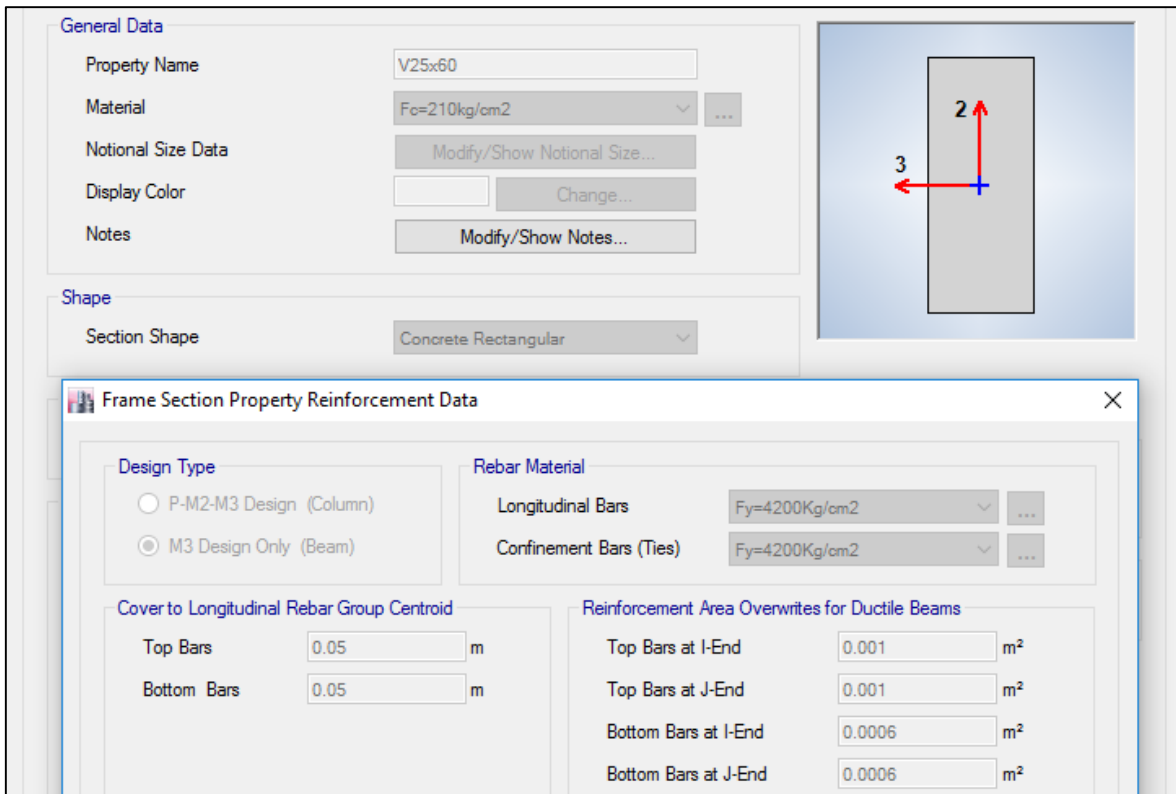 General Data
Property Name V25x60
Material Fc=210kg/cm2 ...
Notional Size Data Modify/Show Notional Size...
Display Color Change...
Notes Modify/Show Notes...
2
3
Shape
Section Shape Concrete Rectangular
Frame Section Property Reinforcement Data
Design Type
P-M2-M3 Design (Column)
M3 Design Only (Beam)
Rebar Material
Longitudinal Bars Fy=4200Kg/cm2 ...
Confinement Bars (Ties) Fy=4200Kg/cm2 ...
Cover to Longitudinal Rebar Group Centroid
Top Bars 0.05 m
Bottom Bars 0.05 m
Reinforcement Area Overwrites for Ductile Beams
Top Bars at I-End 0.001 m²
Top Bars at J-End 0.001 m²
Bottom Bars at I-End 0.0006 m²
Bottom Bars at J-End 0.0006 m²